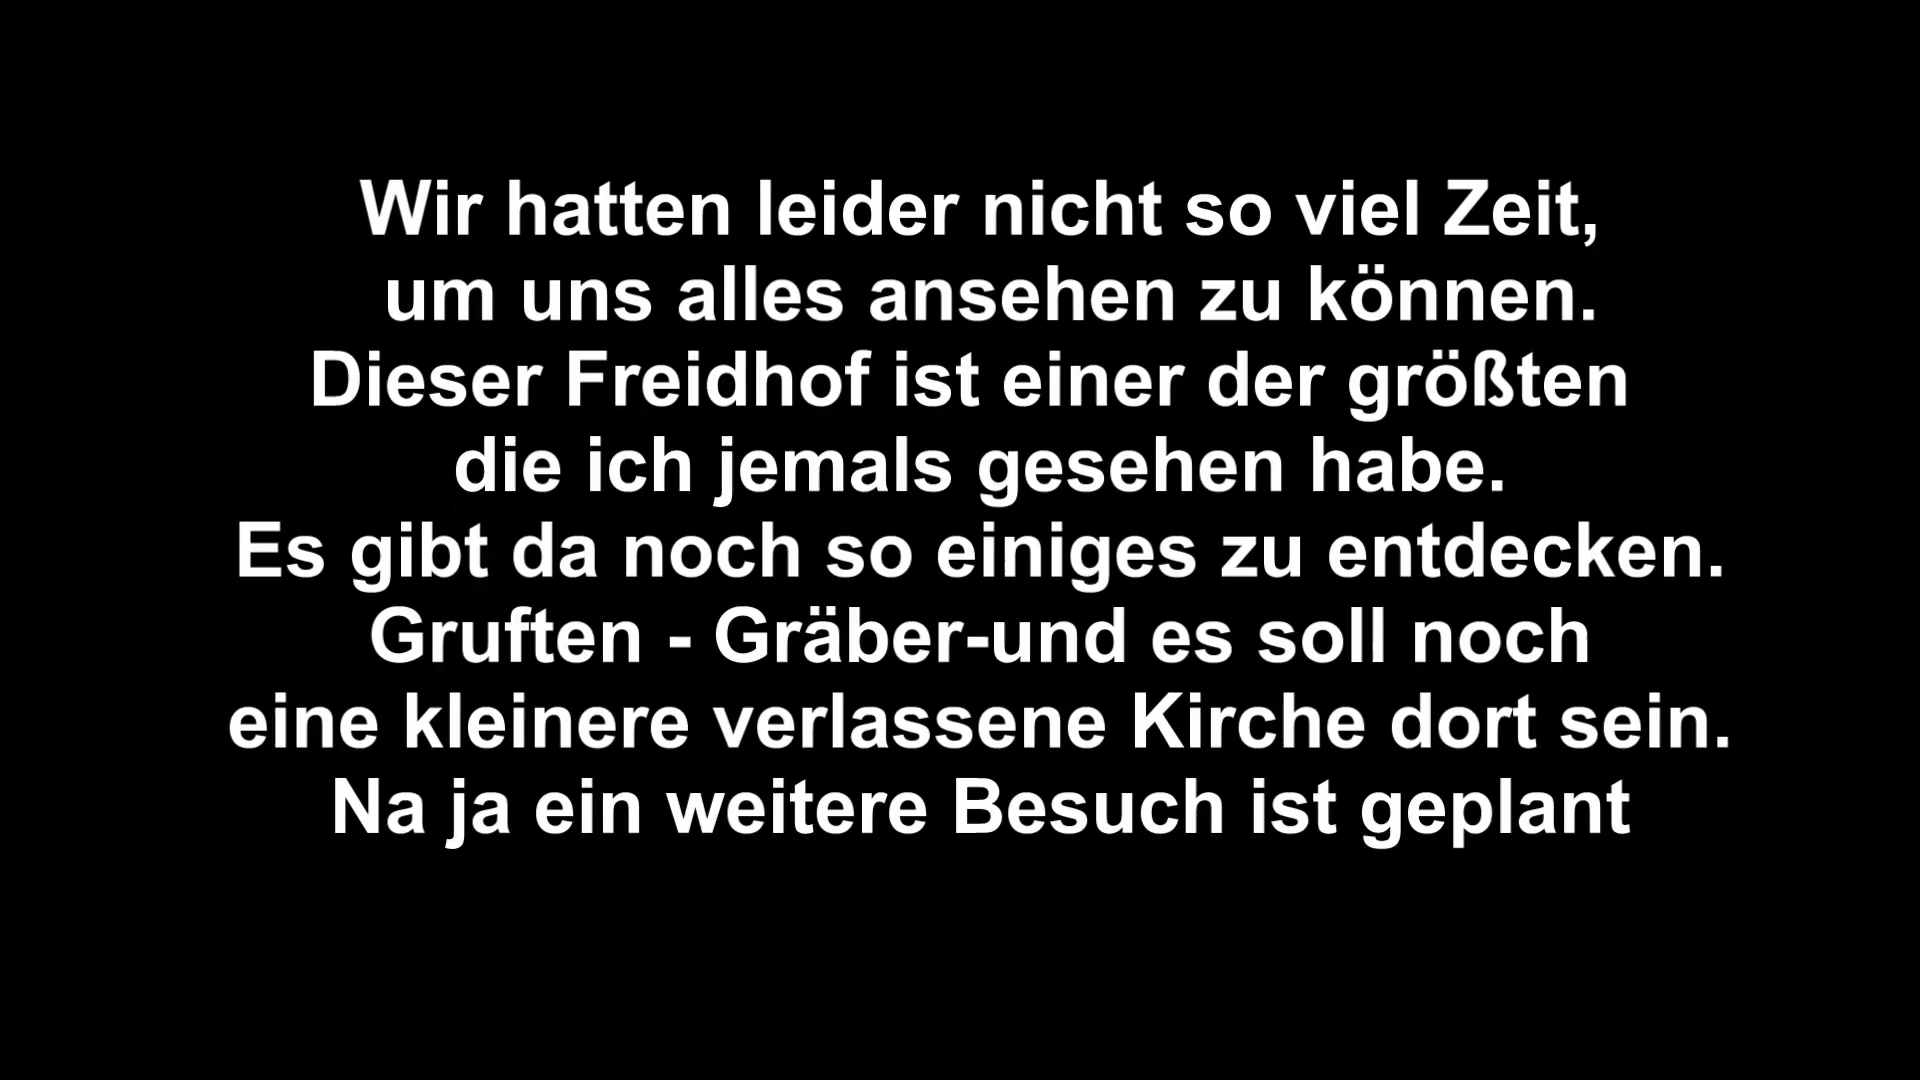 Wir hatten leider nicht so viel Zeit,
um uns alles ansehen zu können.
Dieser Freidhof ist einer der größten
die ich jemals gesehen habe.
Es gibt da noch so einiges zu entdecken.
Gruften - Gräber-und es soll noch
eine kleinere verlassene Kirche dort sein.
Na ja ein weitere Besuch ist geplant